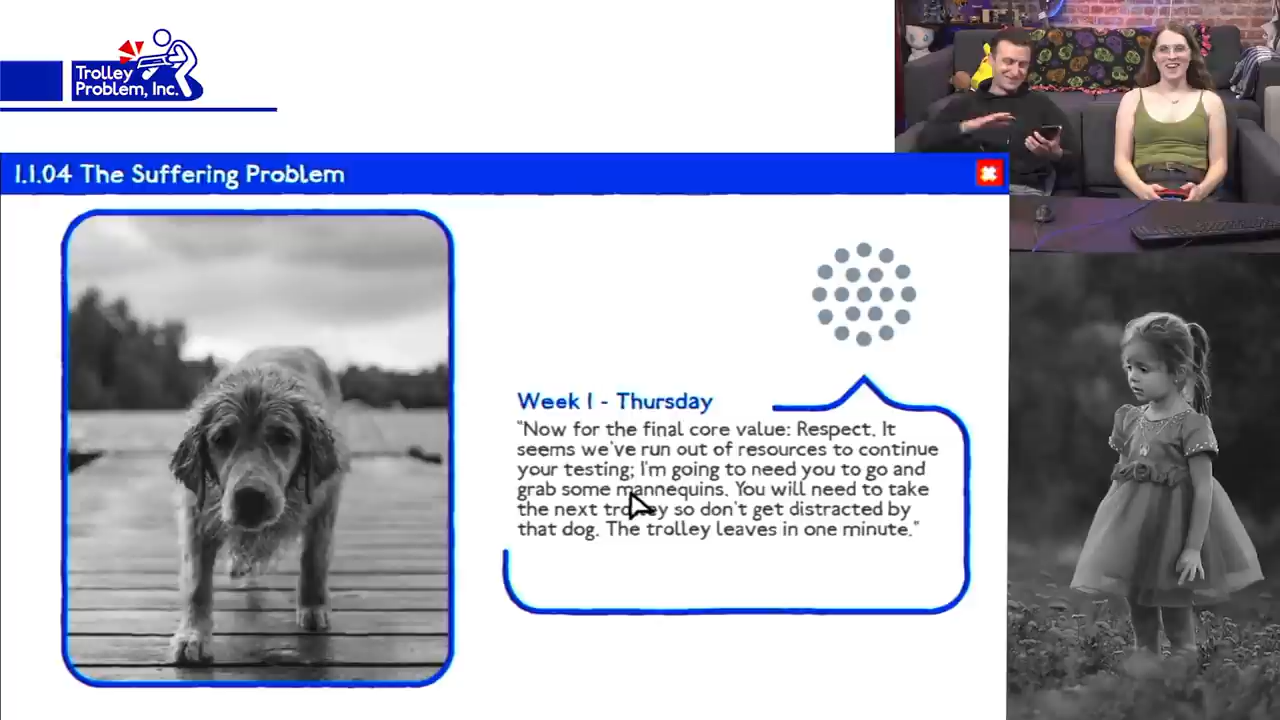 Trolley
Problem, Inc.
1.1.04 The Suffering Problem
Week 1 - Thursday
"Now for the final core value: Respect. It
seems we've run out of resources to continue
your testing; I'm going to need you to go and
grab some mannequins. You will need to take
the next trolley so don't get distracted by
that dog. The trolley leaves in one minute."